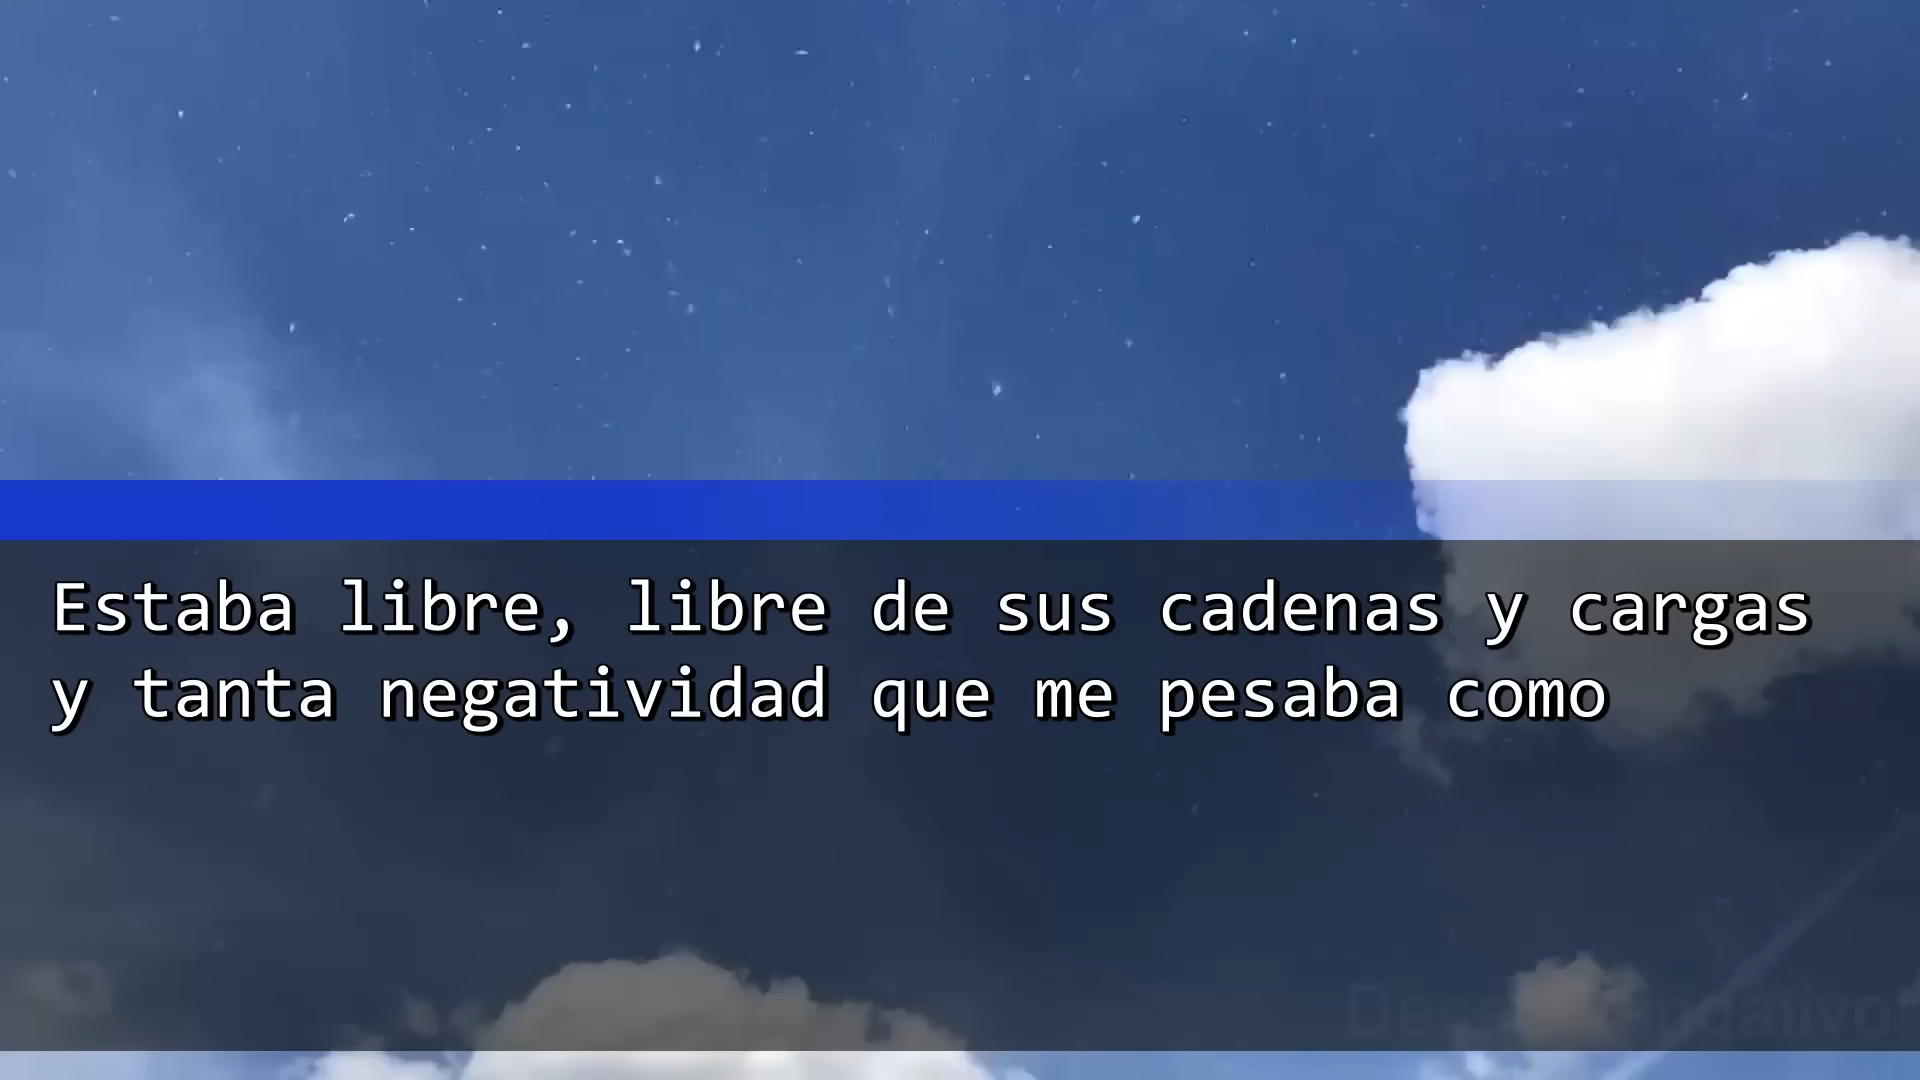 Estaba libre, libre de sus cadenas y cargas
y tanta negatividad que me pesaba como